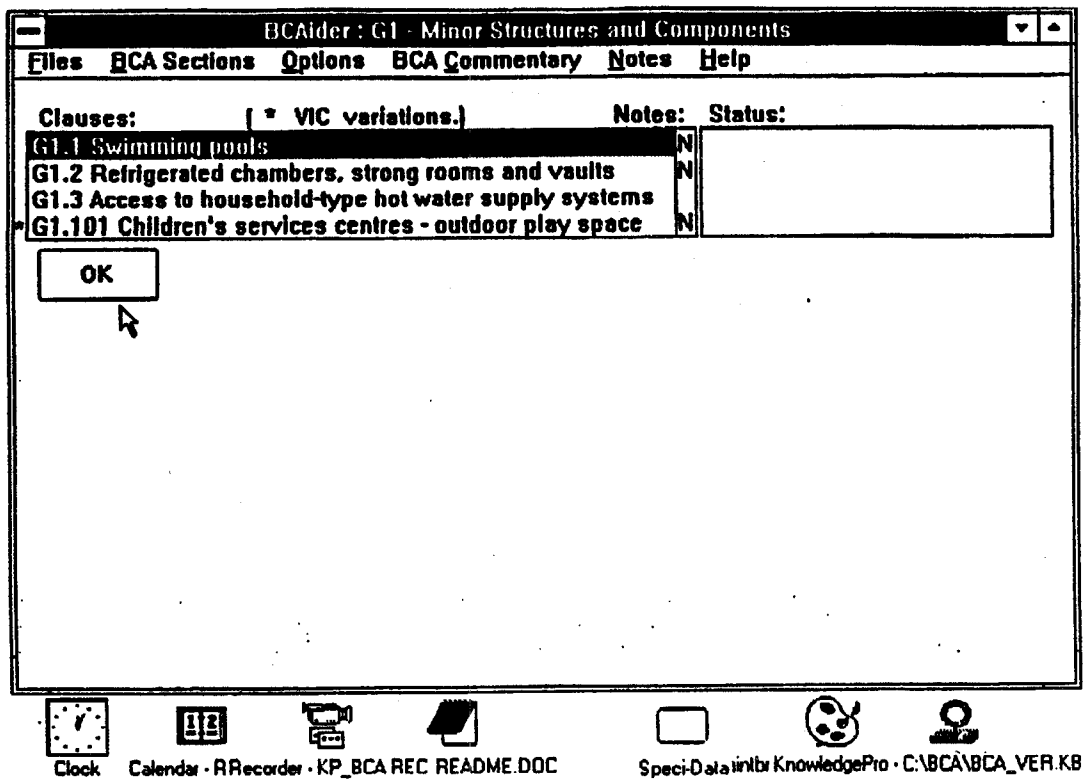 BCAider : G1 - Minor Structures and Components
Files BCA Sections Options BCA Commentary Notes Help
Clauses: ( * VIC variations.) Notes: Status:
G1.1 Swimming pools N
G1.2 Refrigerated chambers, strong rooms and vaults N
G1.3 Access to household-type hot water supply systems
* G1.101 Children's services centres - outdoor play space N
OK
Clock Calendar - R Recorder - KP_BCA REC README.DOC Speci-Data KnowledgePro - C:\BCA\BCA_VER.KB